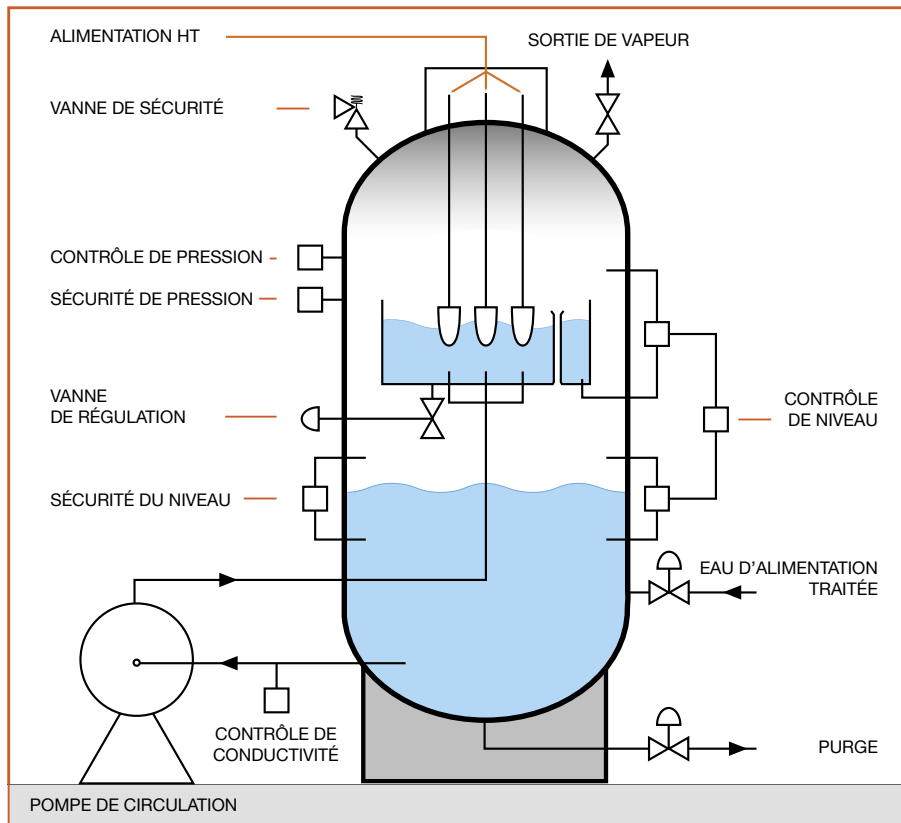 ALIMENTATION HT
SORTIE DE VAPEUR
VANNE DE SÉCURITÉ
CONTRÔLE DE PRESSION
SÉCURITÉ DE PRESSION
VANNE
DE RÉGULATION
CONTRÔLE
DE NIVEAU
SÉCURITÉ DU NIVEAU
EAU D'ALIMENTATION
TRAITÉE
CONTRÔLE DE
CONDUCTIVITÉ
PURGE
POMPE DE CIRCULATION